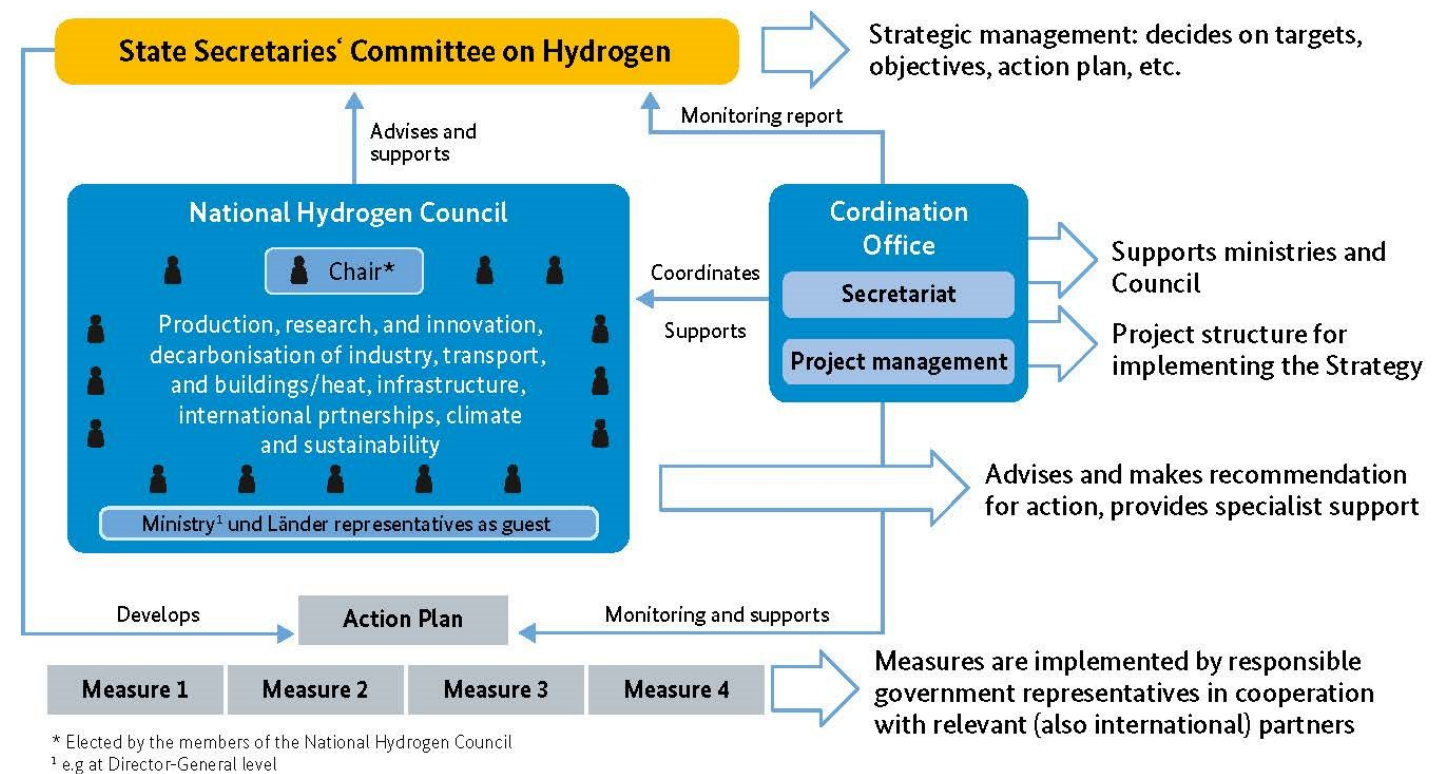 State Secretaries‘ Committee on Hydrogen
Strategic management: decides on targets,
objectives, action plan, etc.
Advises and
supports
Monitoring report
National Hydrogen Council
Chair*
Production, research, and innovation,
decarbonisation of industry, transport,
and buildings/heat, infrastructure,
international prtnerships, climate
and sustainability
Ministry¹ und Länder representatives as guest
Coordinates
Supports
Cordination
Office
Secretariat
Project management
Supports ministries and
Council
Project structure for
implementing the Strategy
Advises and makes recommendation
for action, provides specialist support
Develops
Action Plan
Monitoring and supports
Measure 1
Measure 2
Measure 3
Measure 4
Measures are implemented by responsible
government representatives in cooperation
with relevant (also international) partners
* Elected by the members of the National Hydrogen Council
¹ e.g at Director-General level